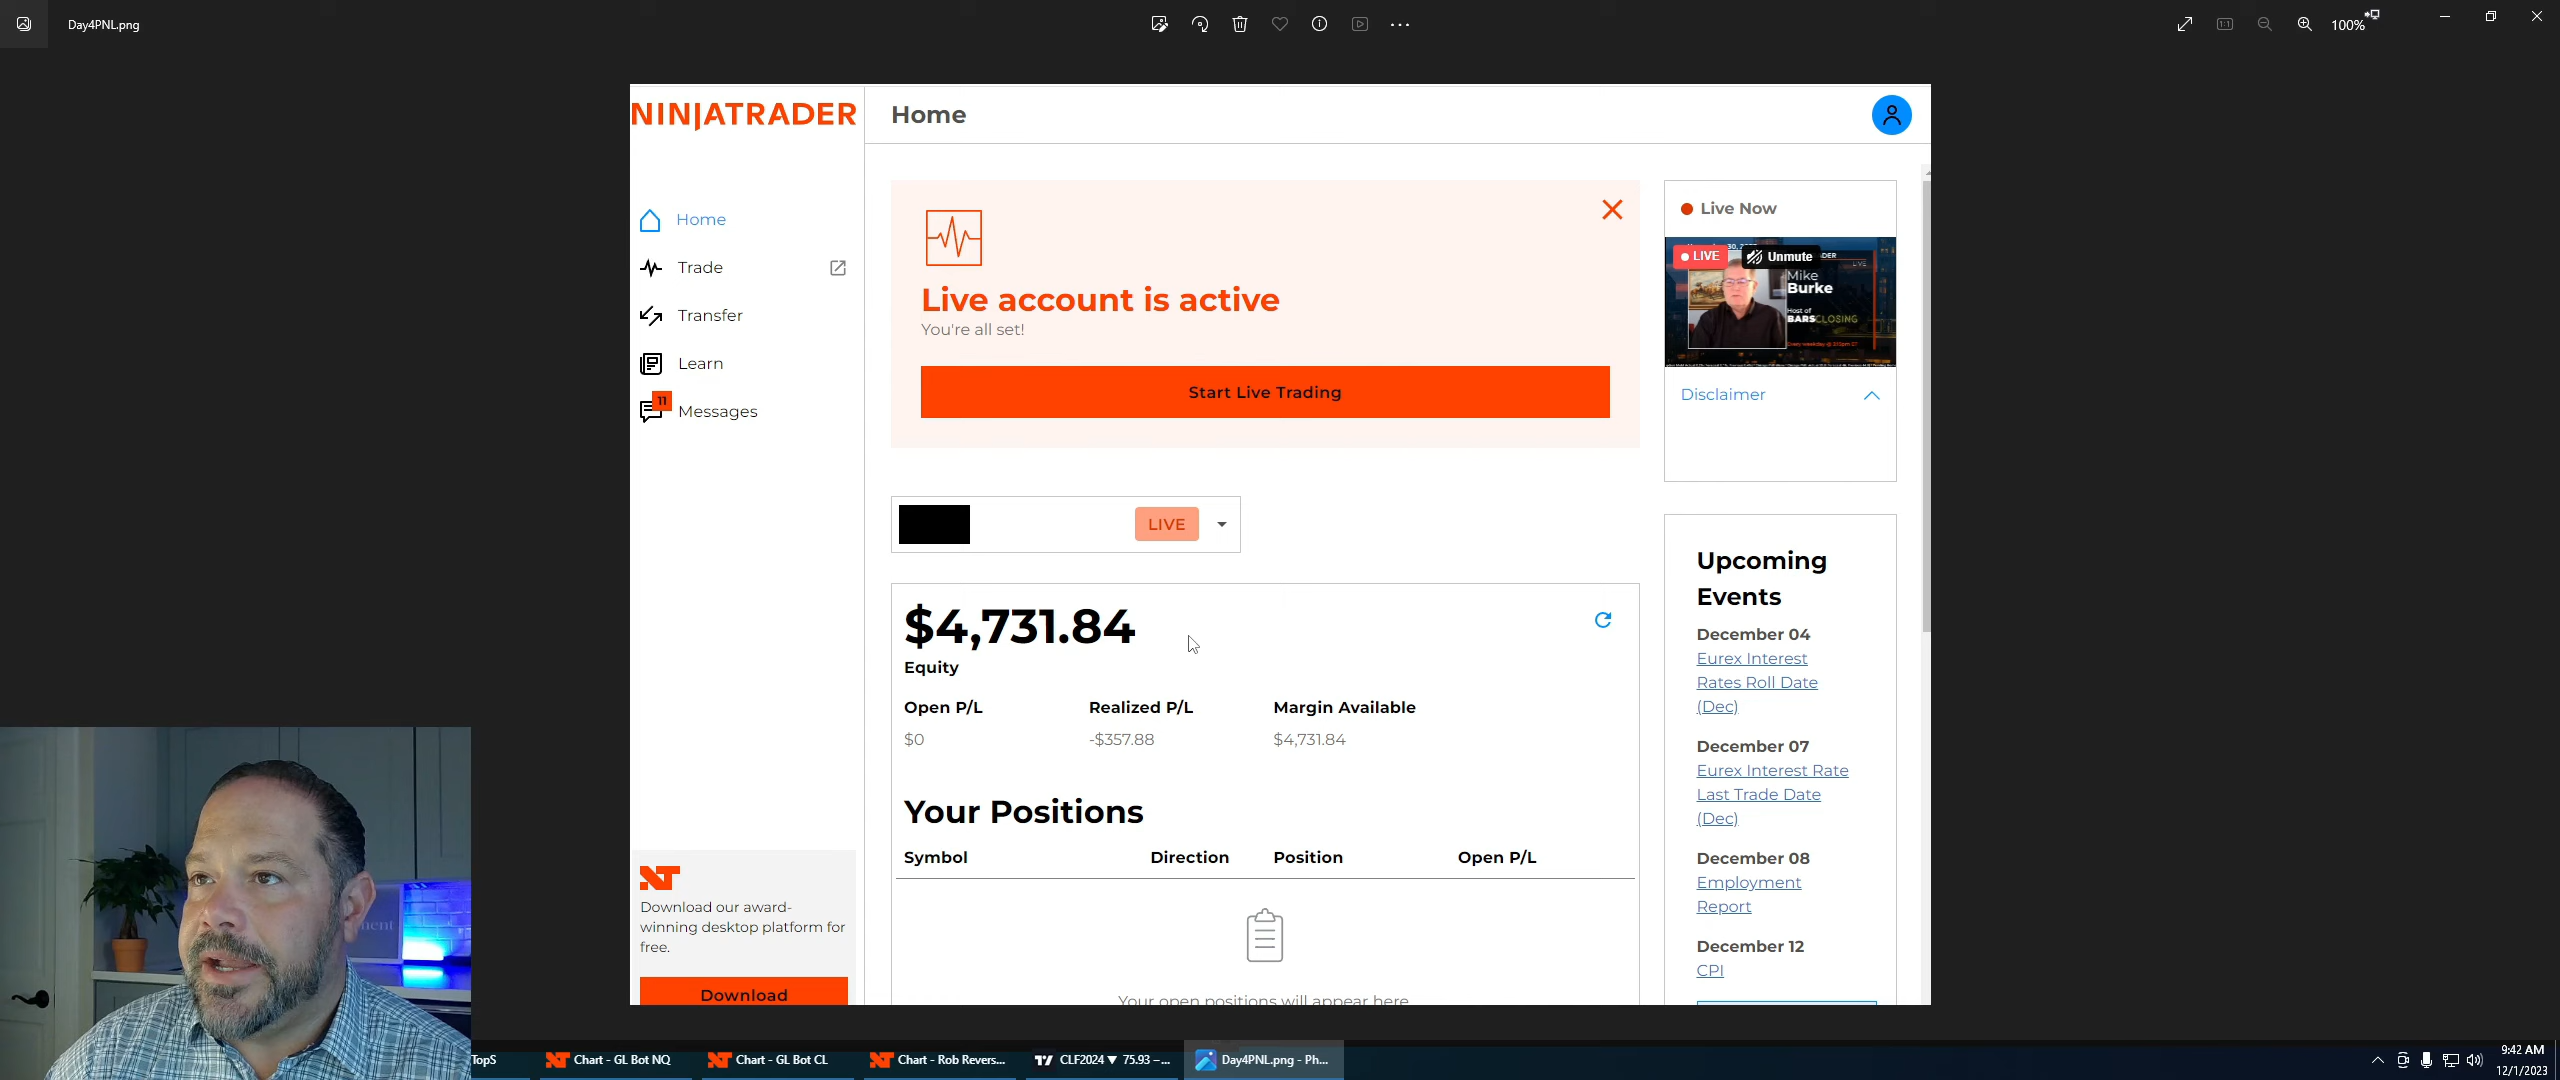 Day4PNL.png
100%
NINJATRADER
Home
Home
Trade
Transfer
Learn
11
Messages
Live account is active
You're all set!
Start Live Trading
LIVE
$4,731.84
Equity
Open P/L Realized P/L Margin Available
$0 -$357.88 $4,731.84
Your Positions
Symbol Direction Position Open P/L
Your open positions will appear here
Live Now
LIVE
Unmute
Mike
Burke
Host of
BARSCLOSING
Disclaimer
Upcoming
Events
December 04
Eurex Interest
Rates Roll Date
(Dec)
December 07
Eurex Interest Rate
Last Trade Date
(Dec)
December 08
Employment
Report
December 12
CPI
NT
Download our award-
winning desktop platform for
free.
Download
TopS
Chart - GL Bot NQ
Chart - GL Bot CL
Chart - Rob Revers...
CLF2024 ▼ 75.93 –...
Day4PNL.png - Ph...
9:42 AM
12/1/2023